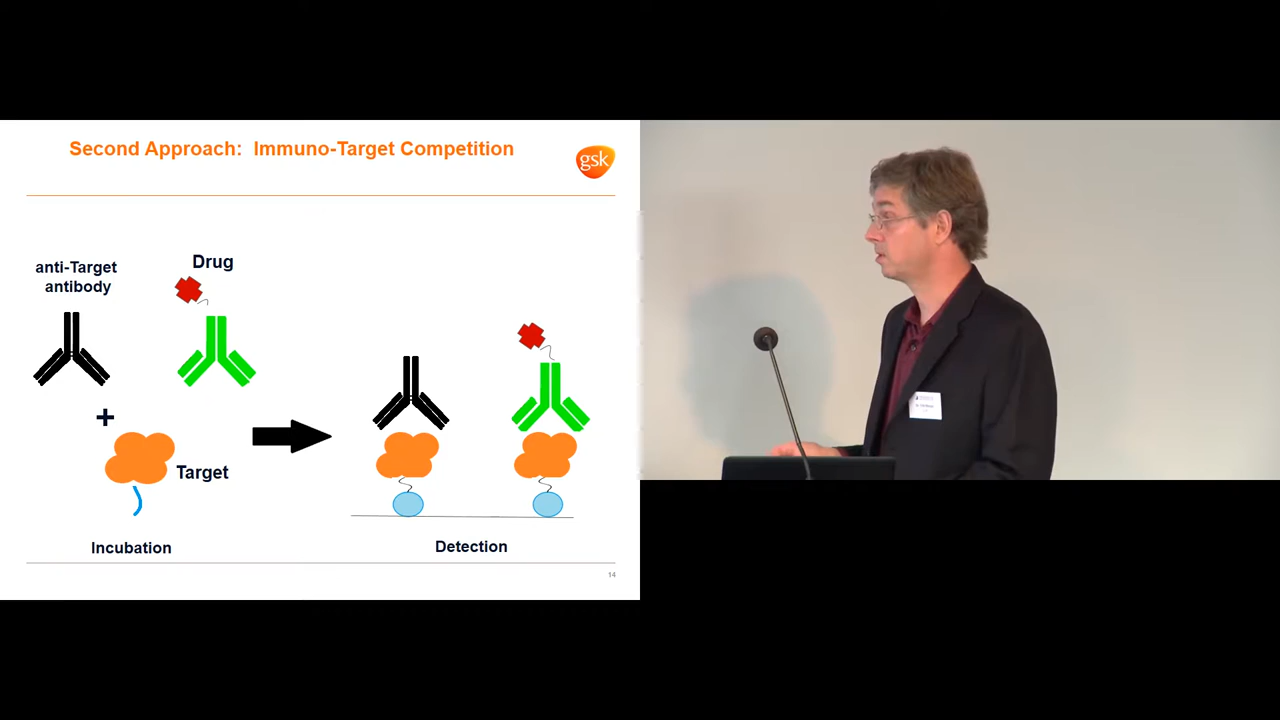 Second Approach: Immuno-Target Competition
gsk
anti-Target
antibody
Drug
+
Target
Incubation
Detection
14